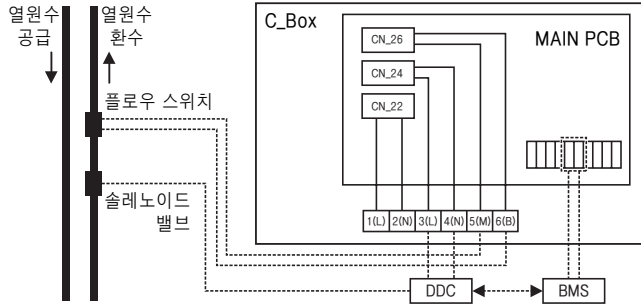 열원수
공급
열원수
환수
플로우 스위치
솔레노이드
밸브
C_Box
MAIN PCB
CN_26
CN_24
CN_22
1(L) 2(N) 3(L) 4(N) 5(M) 6(B)
DDC
BMS